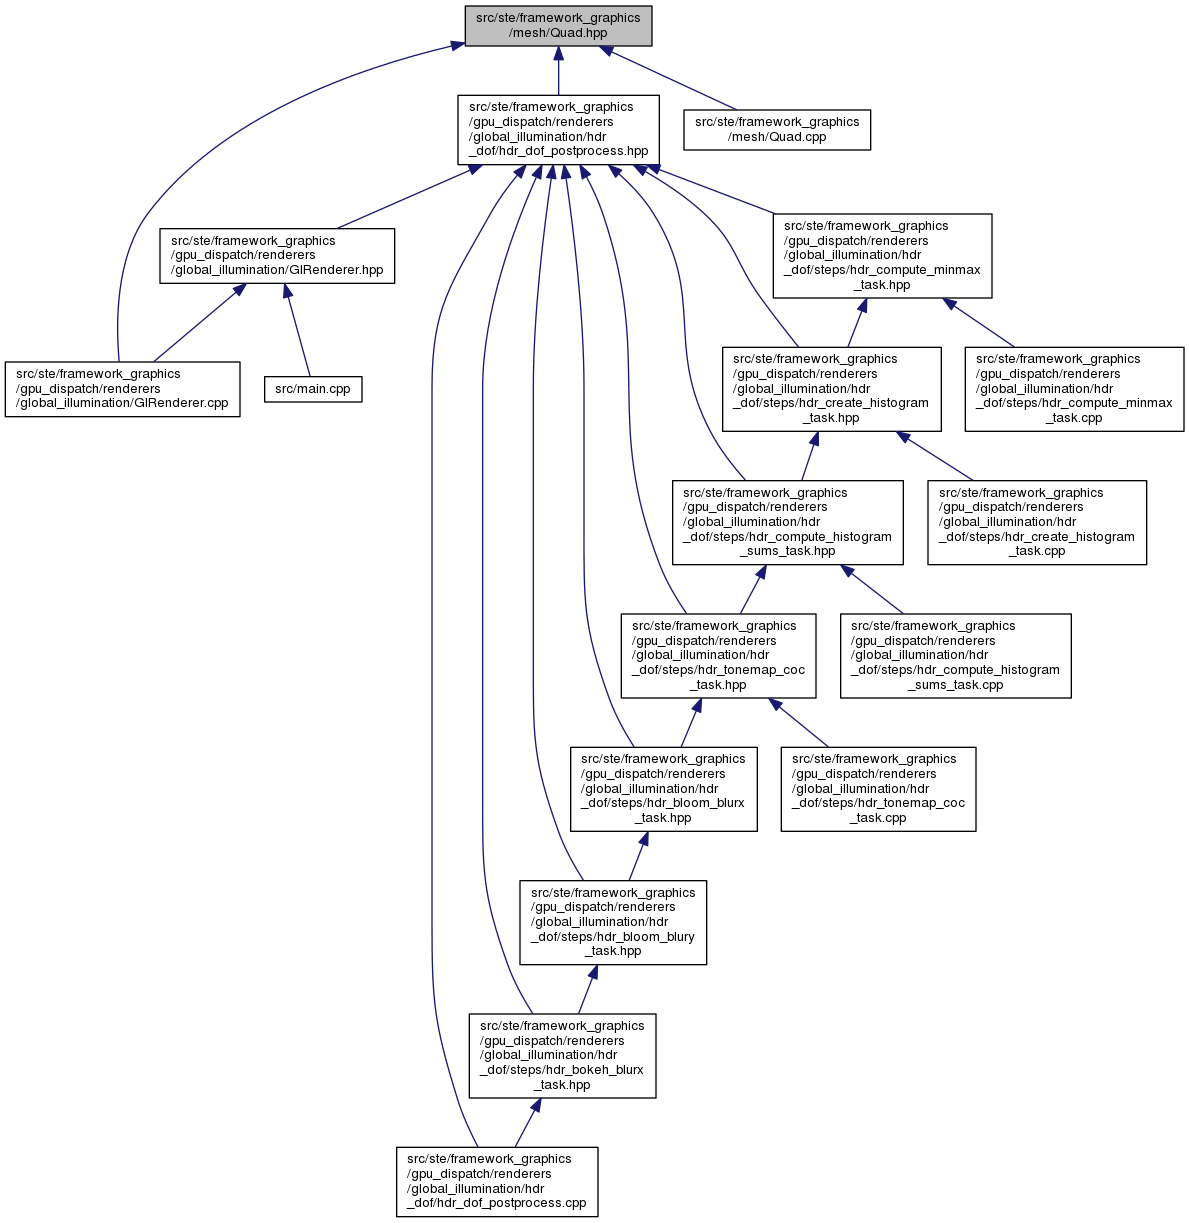 src/ste/framework_graphics
/mesh/Quad.hpp
src/ste/framework_graphics
/gpu_dispatch/renderers
/global_illumination/hdr
_dof/hdr_dof_postprocess.hpp
src/ste/framework_graphics
/mesh/Quad.cpp
src/ste/framework_graphics
/gpu_dispatch/renderers
/global_illumination/GIRenderer.hpp
src/ste/framework_graphics
/gpu_dispatch/renderers
/global_illumination/hdr
_dof/steps/hdr_compute_minmax
_task.hpp
src/ste/framework_graphics
/gpu_dispatch/renderers
/global_illumination/GIRenderer.cpp
src/main.cpp
src/ste/framework_graphics
/gpu_dispatch/renderers
/global_illumination/hdr
_dof/steps/hdr_create_histogram
_task.hpp
src/ste/framework_graphics
/gpu_dispatch/renderers
/global_illumination/hdr
_dof/steps/hdr_compute_minmax
_task.cpp
src/ste/framework_graphics
/gpu_dispatch/renderers
/global_illumination/hdr
_dof/steps/hdr_compute_histogram
_sums_task.hpp
src/ste/framework_graphics
/gpu_dispatch/renderers
/global_illumination/hdr
_dof/steps/hdr_create_histogram
_task.cpp
src/ste/framework_graphics
/gpu_dispatch/renderers
/global_illumination/hdr
_dof/steps/hdr_tonemap_coc
_task.hpp
src/ste/framework_graphics
/gpu_dispatch/renderers
/global_illumination/hdr
_dof/steps/hdr_compute_histogram
_sums_task.cpp
src/ste/framework_graphics
/gpu_dispatch/renderers
/global_illumination/hdr
_dof/steps/hdr_bloom_blurx
_task.hpp
src/ste/framework_graphics
/gpu_dispatch/renderers
/global_illumination/hdr
_dof/steps/hdr_tonemap_coc
_task.cpp
src/ste/framework_graphics
/gpu_dispatch/renderers
/global_illumination/hdr
_dof/steps/hdr_bloom_blury
_task.hpp
src/ste/framework_graphics
/gpu_dispatch/renderers
/global_illumination/hdr
_dof/steps/hdr_bokeh_blurx
_task.hpp
src/ste/framework_graphics
/gpu_dispatch/renderers
/global_illumination/hdr
_dof/hdr_dof_postprocess.cpp